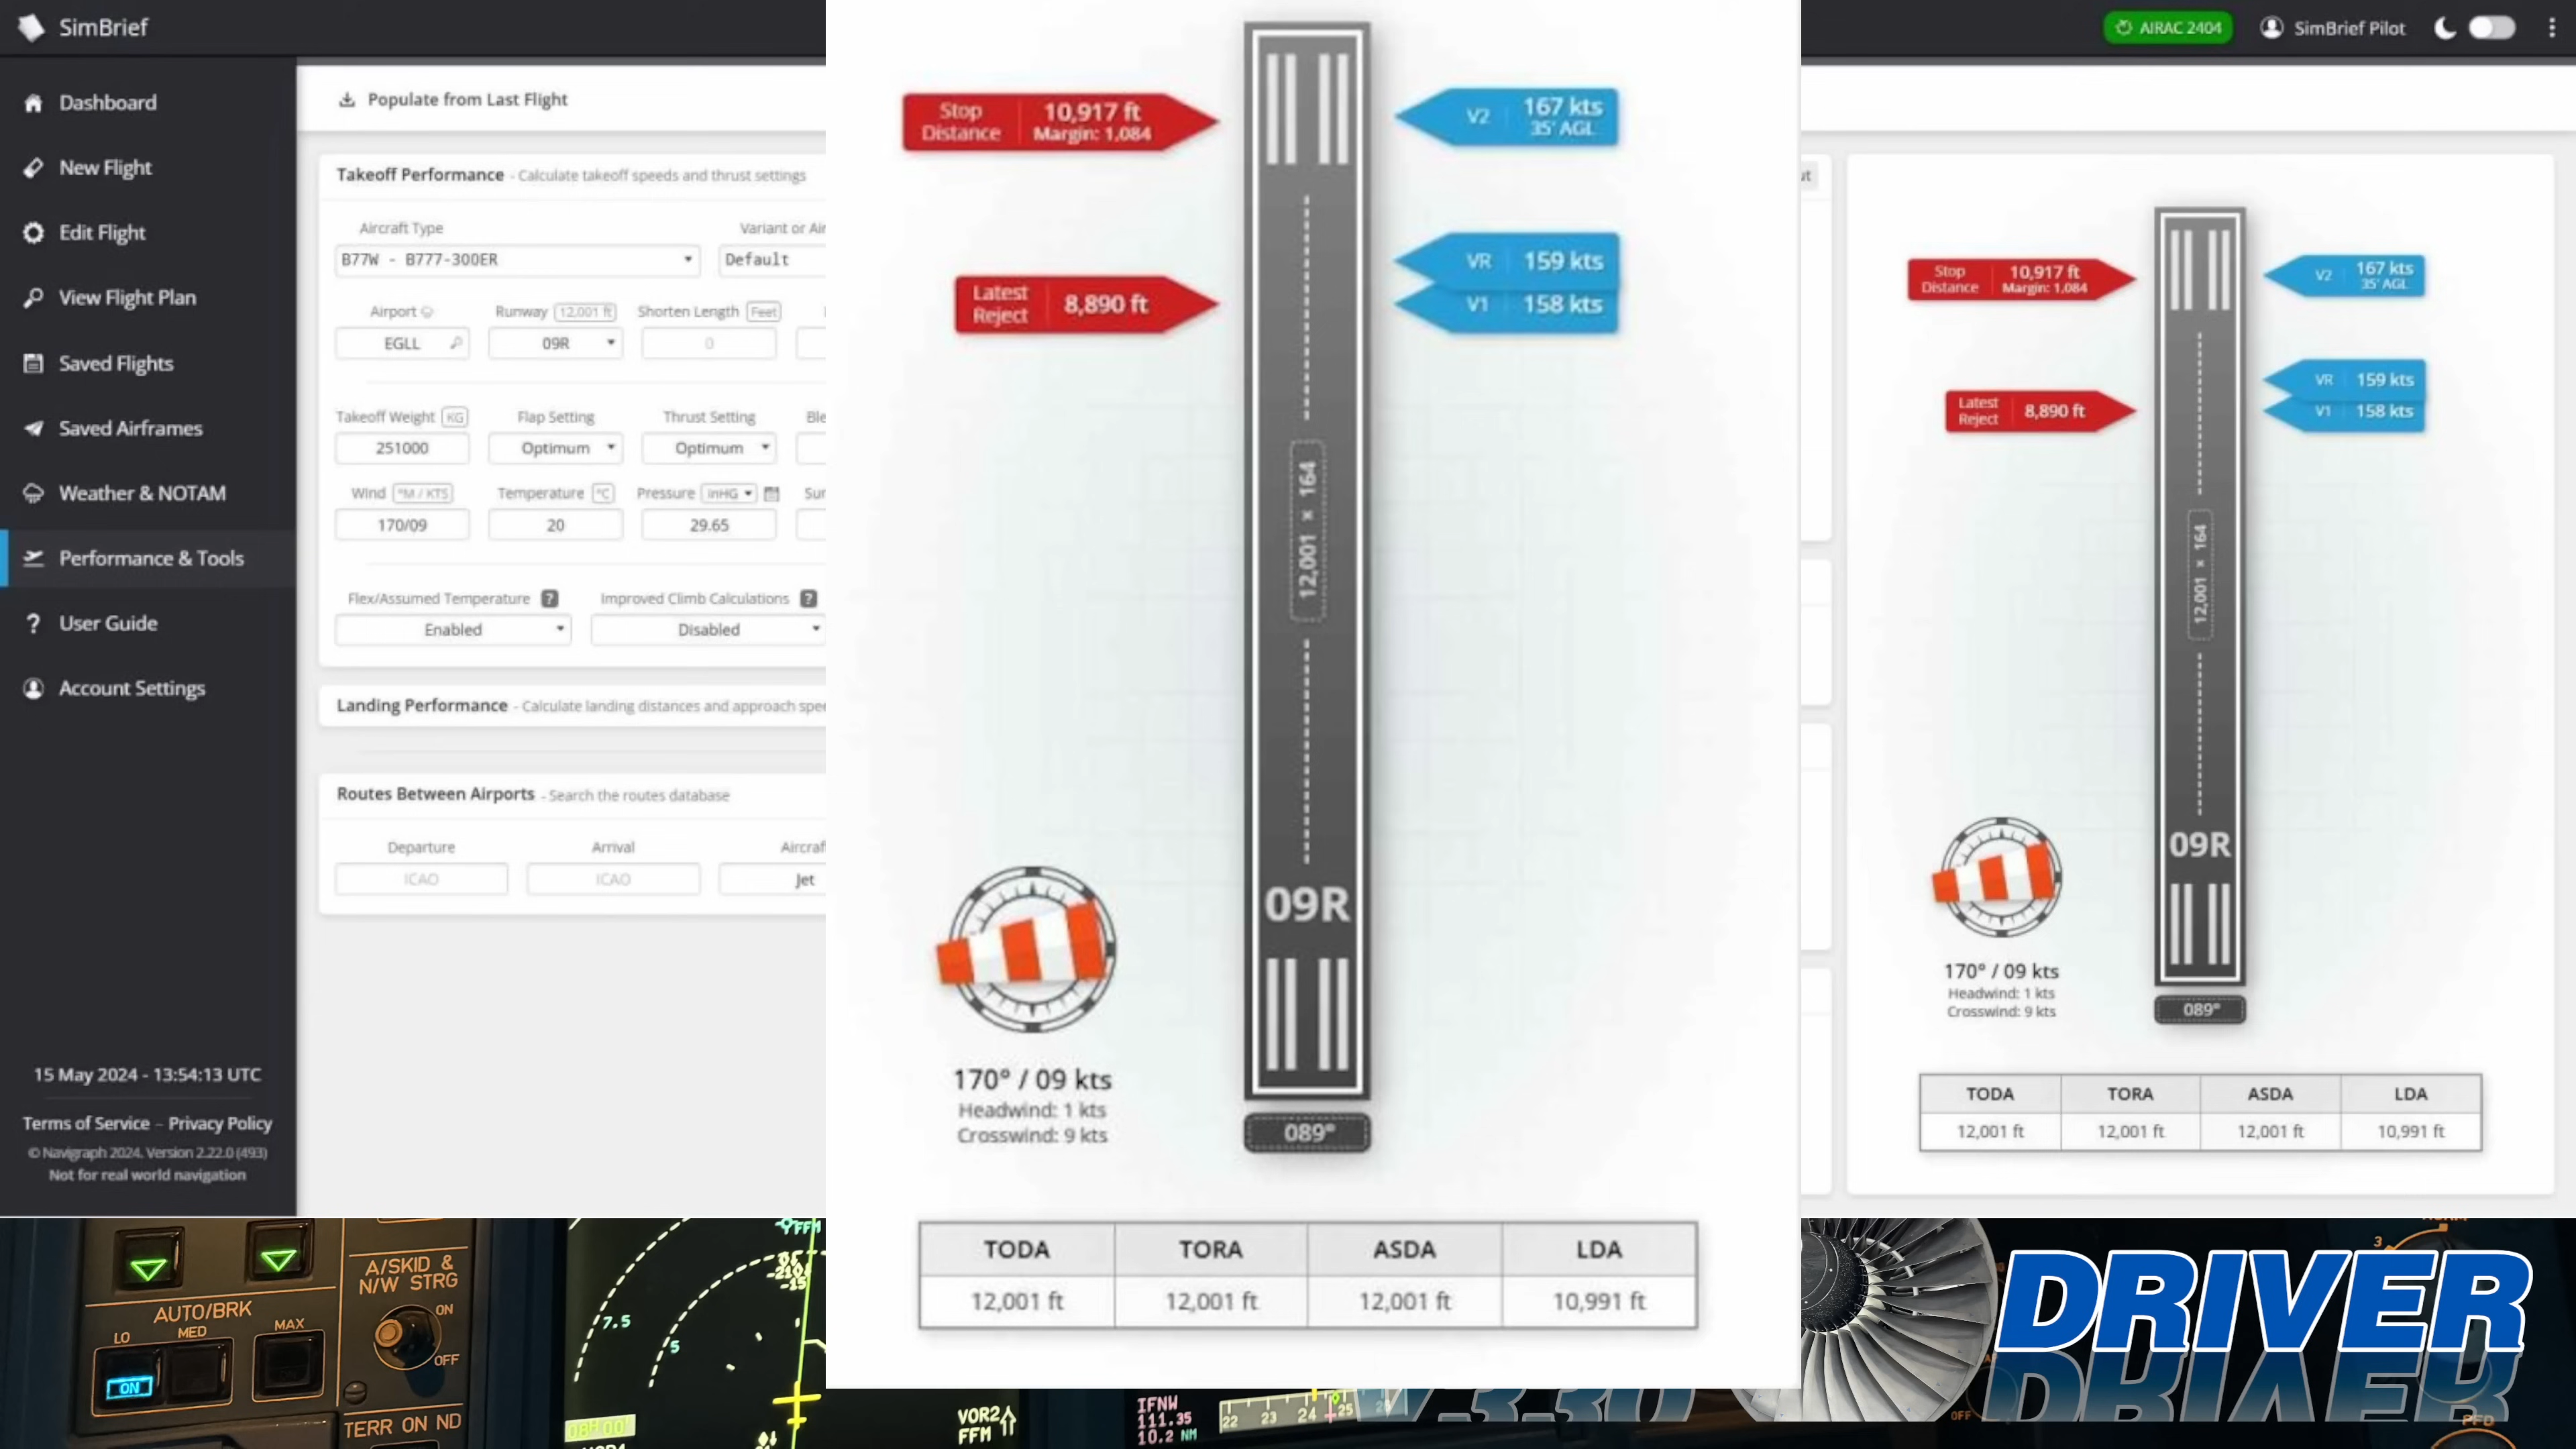 SimBrief
AIRAC 2404
SimBrief Pilot
Dashboard
New Flight
Edit Flight
View Flight Plan
Saved Flights
Saved Airframes
Weather & NOTAM
Performance & Tools
? User Guide
Account Settings
15 May 2024 - 13:54:13 UTC
Terms of Service - Privacy Policy
© Navigraph 2024. Version 2.22.0 (493)
Not for real world navigation
Populate from Last Flight
Takeoff Performance - Calculate takeoff speeds and thrust settings
Aircraft Type
B77W - B777-300ER
Default
Airport
Runway 12,001 ft
Shorten Length Feet
EGLL
09R
0
Takeoff Weight KG
Flap Setting
Thrust Setting
251000
Optimum
Optimum
Wind °M / KTS
Temperature °C
Pressure inHG
170/09
20
29.65
Flex/Assumed Temperature ?
Improved Climb Calculations ?
Enabled
Disabled
Landing Performance - Calculate landing distances and approach
Routes Between Airports - Search the routes database
Departure
Arrival
ICAO
ICAO
Jet
Stop Distance 10,917 ft
Margin: 1,084
V2 167 kts
35' AGL
VR 159 kts
Latest Reject 8,890 ft
V1 158 kts
12,001 × 164
09R
170° / 09 kts
Headwind: 1 kts
Crosswind: 9 kts
089°
TODA TORA ASDA LDA
12,001 ft 12,001 ft 12,001 ft 10,991 ft
Stop Distance 10,917 ft
Margin: 1,084
V2 167 kts
35' AGL
VR 159 kts
Latest Reject 8,890 ft
V1 158 kts
12,001 × 164
09R
170° / 09 kts
Headwind: 1 kts
Crosswind: 9 kts
089°
TODA TORA ASDA LDA
12,001 ft 12,001 ft 12,001 ft 10,991 ft
A/SKID &
N/W STRG
ON
OFF
AUTO/BRK
LO
MED
MAX
ON
TERR ON ND
7.5
5
VOR2
FFM
IFNW
111.35
10.2 NM
22 23 24 25
DRIVER
OFF
3